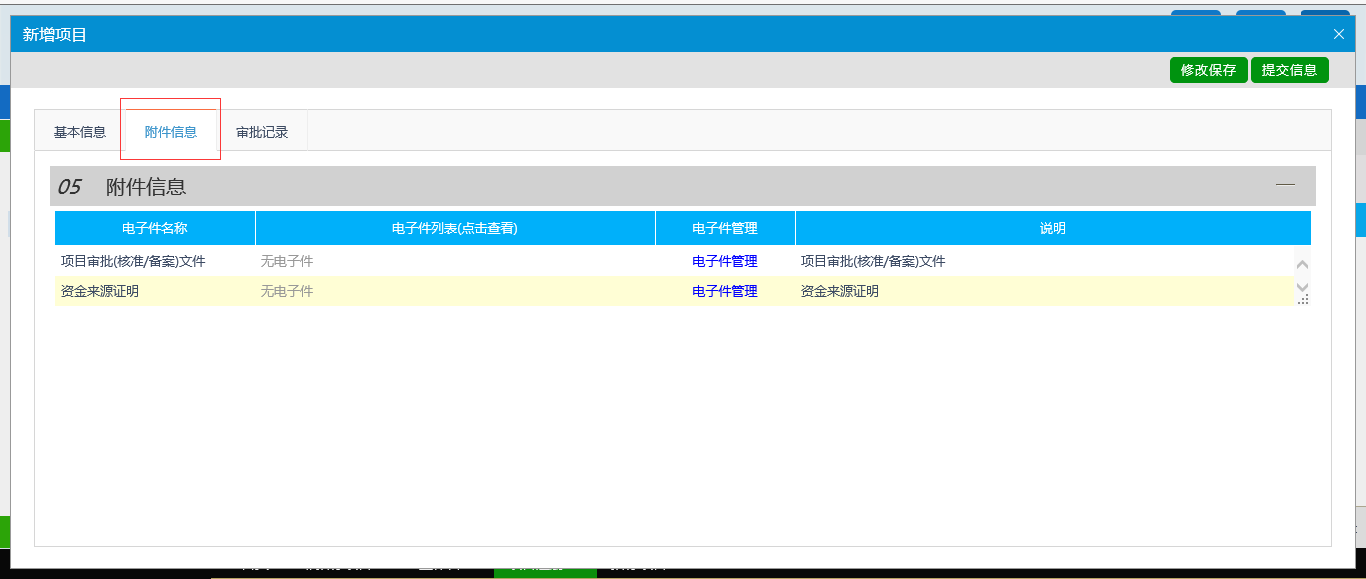 新增项目
修改保存 提交信息
基本信息 附件信息 审批记录
05 附件信息
电子件名称 电子件列表(点击查看) 电子件管理 说明
项目审批(核准/备案)文件 无电子件 电子件管理 项目审批(核准/备案)文件
资金来源证明 无电子件 电子件管理 资金来源证明